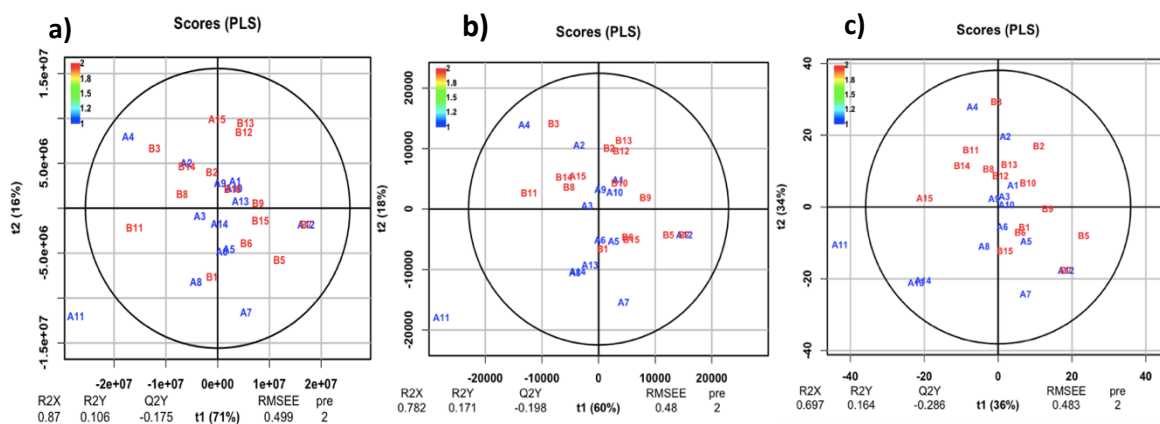 a)
Scores (PLS)
t2 (16%)
1.5e+07
5.0e+06
-5.0e+06
-1.5e+07
2
1.8
1.5
1.2
1
A15
B13
B12
A4
B3
A2
B14
B2
A9
A1
B8
A13
B9
A3
A14
B15
B11
B6
A5
B5
B1
A8
A7
A11
-2e+07
-1e+07
0e+00
1e+07
2e+07
R2X R2Y Q2Y RMSEE pre
0.87 0.106 -0.175 t1 (71%) 0.499 2
b)
Scores (PLS)
t2 (18%)
20000
10000
0
-10000
-20000
2
1.8
1.5
1.2
1
A4
B3
A2
B2
B13
B12
B14
A15
B8
B11
B10
A9
A10
B9
A3
A6
B6
A5
B15
B4
A12
B1
A13
A7
A11
-20000
-10000
0
10000
20000
R2X R2Y Q2Y RMSEE pre
0.782 0.171 -0.198 t1 (60%) 0.48 2
c)
Scores (PLS)
t2 (34%)
40
20
0
-20
-40
2
1.8
1.5
1.2
1
A4
A2
B2
B11
B14
B8
B13
B12
B10
A1
A15
A3
A10
B9
A6
B1
B6
A5
B5
A11
A8
B15
A12
A14
A7
-40
-20
0
20
40
R2X R2Y Q2Y RMSEE pre
0.697 0.164 -0.286 t1 (36%) 0.483 2